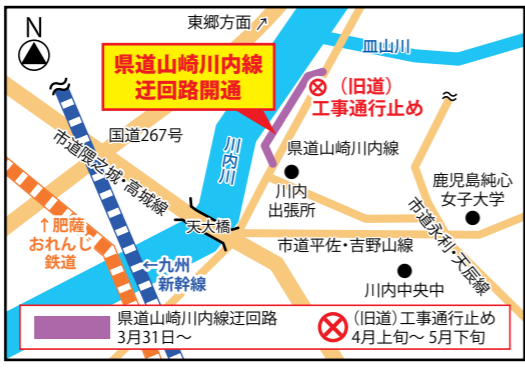 N
東郷方面
皿山川
県道山崎川内線
迂回路開通
(旧道)
工事通行止め
国道267号
川内川
県道山崎川内線
市道隈之城・高城線
川内
出張所
鹿児島純心
女子大学
↑肥薩
おれんじ
鉄道
天大橋
市道平佐・吉野山線
市道永利・天辰線
←九州
新幹線
川内中央中
県道山崎川内線迂回路
3月31日〜
(旧道)工事通行止め
4月上旬〜5月下旬